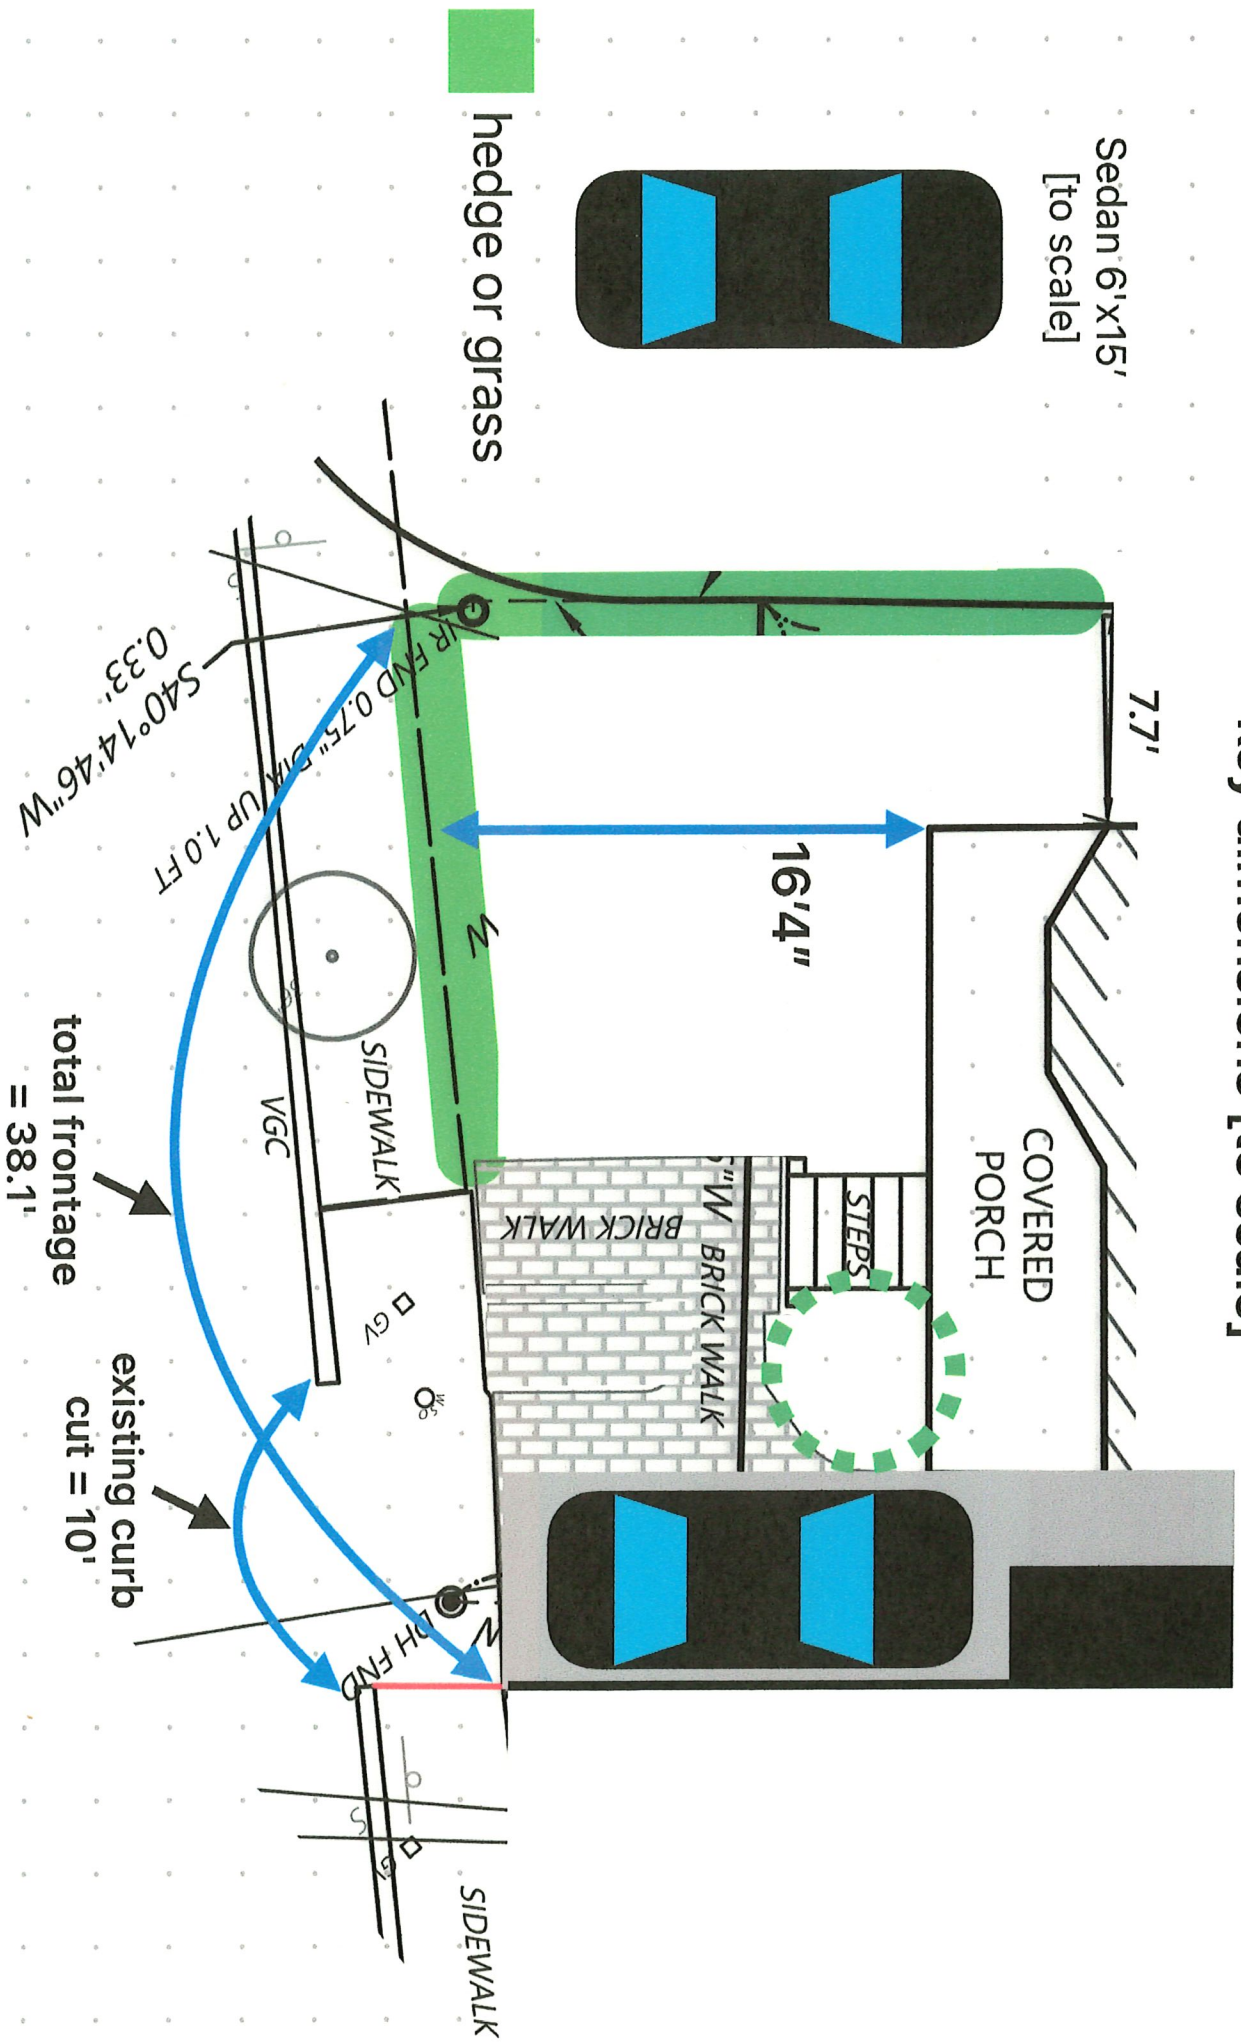 Sedan 6'x15'
[to scale]
hedge or grass
7.7'
16'4"
COVERED
PORCH
STEPS
BRICK WALK
"W BRICK WALK
IR FND 0.75" DIA UP 1.0 FT
S40°14'46"W
0.33'
SIDEWALK
VGC
GV
total frontage
= 38.1'
existing curb
cut = 10'
DH FND
SIDEWALK